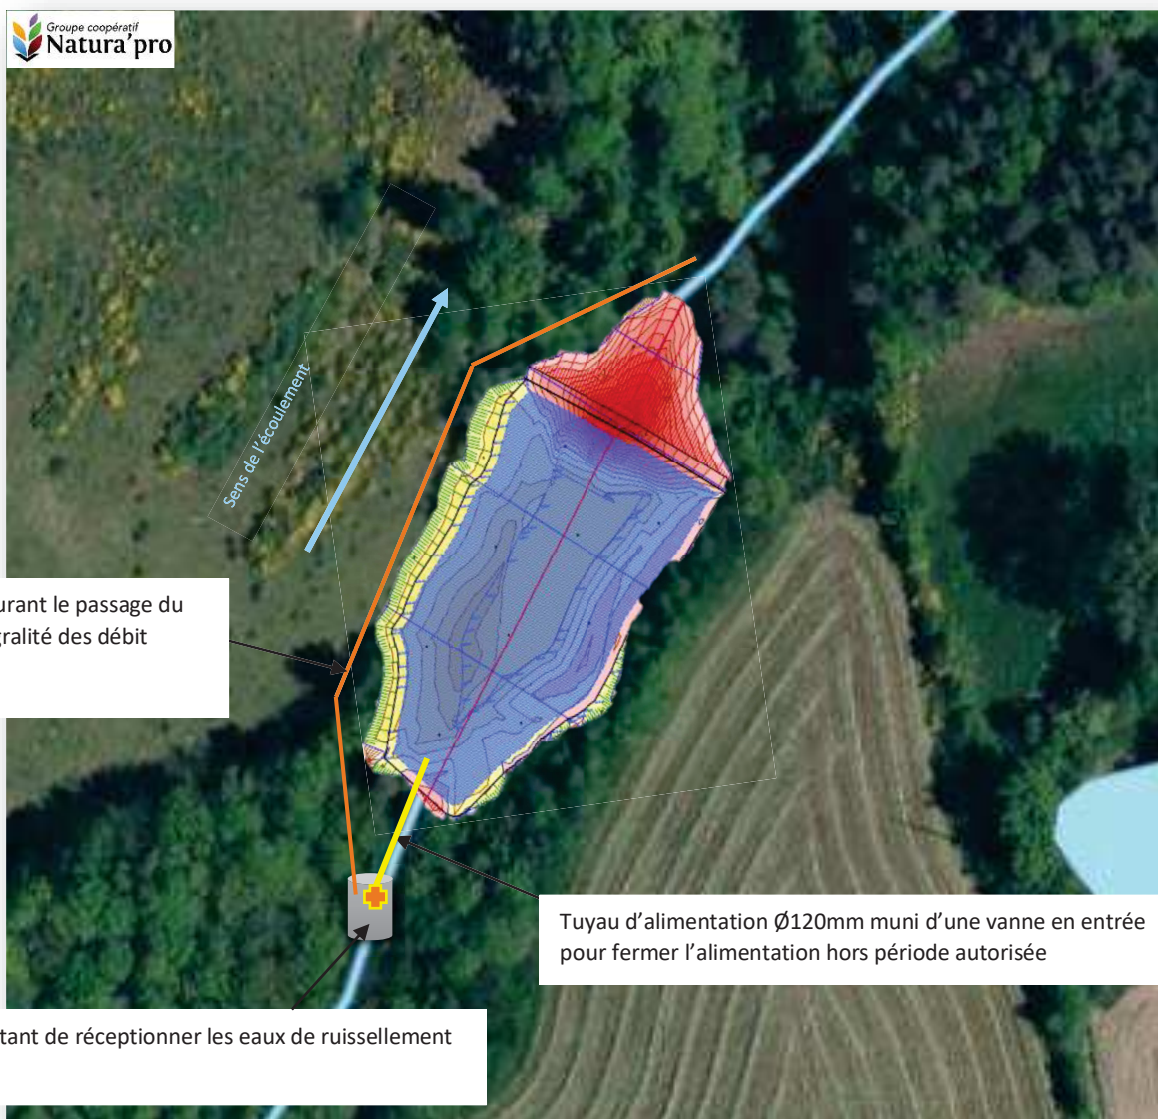 Groupe coopératif
Natura'pro
Sens de l'écoulement
urant le passage du
gralité des débit
Tuyau d'alimentation Ø120mm muni d'une vanne en entrée
pour fermer l'alimentation hors période autorisée
tant de réceptionner les eaux de ruissellement